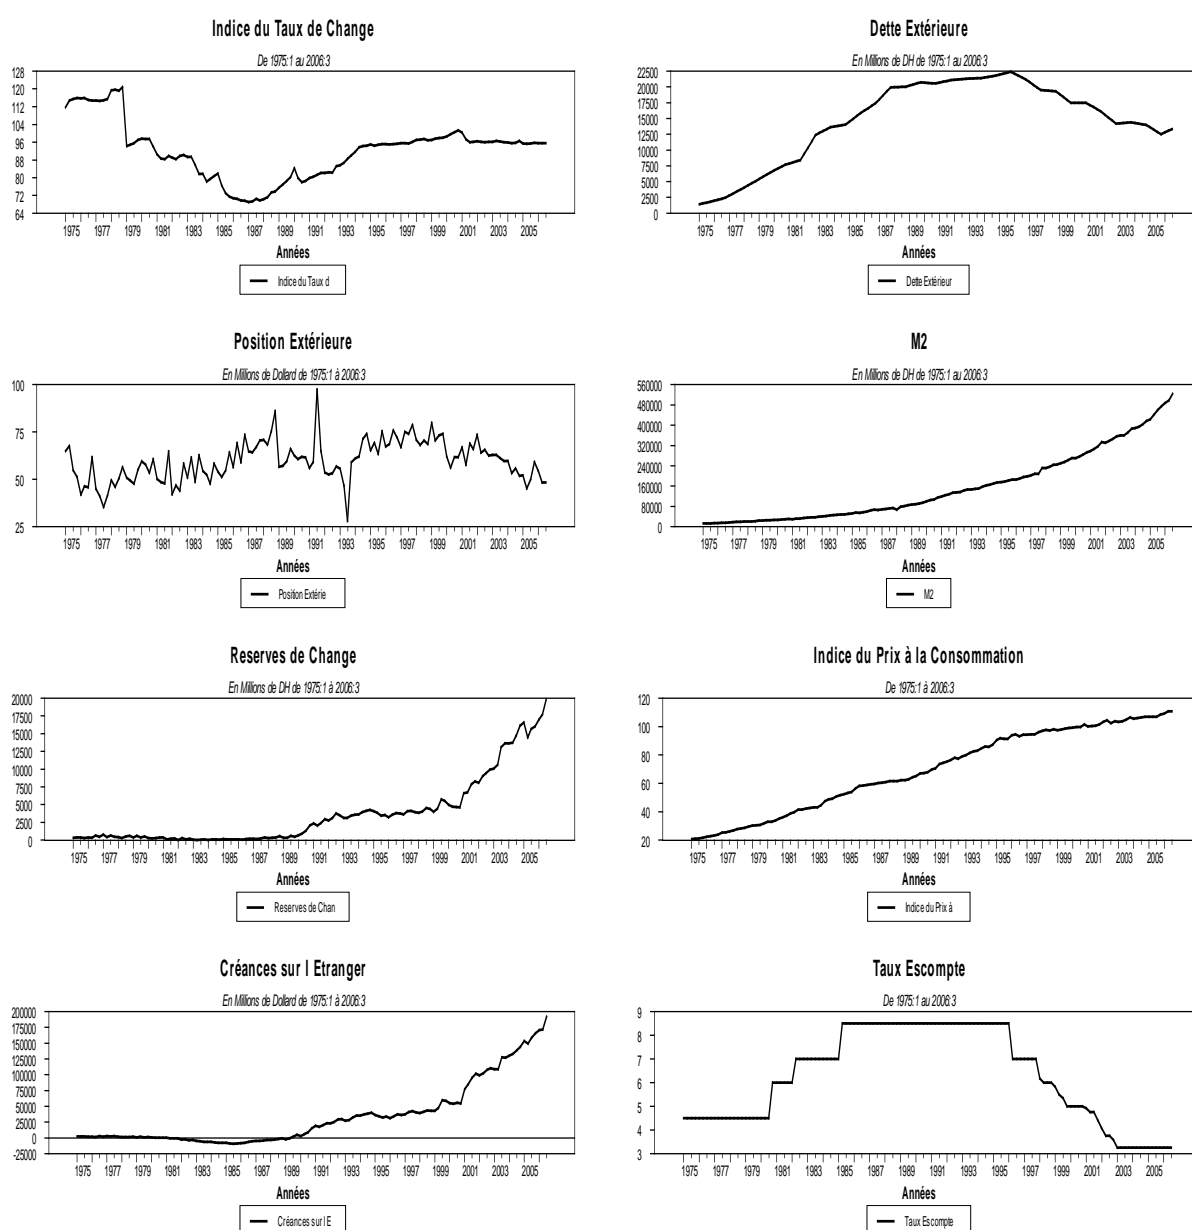 Indice du Taux de Change
De 1975:1 au 2006:3
128
120
112
104
96
88
80
72
64
1975 1977 1979 1981 1983 1985 1987 1989 1991 1993 1995 1997 1999 2001 2003 2005
Années
Indice du Taux d
Dette Extérieure
En Millions de DH de 1975:1 au 2006:3
22500
20000
17500
15000
12500
10000
7500
5000
2500
0
1975 1977 1979 1981 1983 1985 1987 1989 1991 1993 1995 1997 1999 2001 2003 2005
Années
Dette Extérieur
Position Extérieure
En Millions de Dollard de 1975:1 à 2006:3
100
75
50
25
1975 1977 1979 1981 1983 1985 1987 1989 1991 1993 1995 1997 1999 2001 2003 2005
Années
Position Extérie
M2
En Millions de DH de 1975:1 au 2006:3
560000
480000
400000
320000
240000
160000
80000
0
1975 1977 1979 1981 1983 1985 1987 1989 1991 1993 1995 1997 1999 2001 2003 2005
Années
M2
Reserves de Change
En Millions de DH de 1975:1 à 2006:3
20000
17500
15000
12500
10000
7500
5000
2500
0
1975 1977 1979 1981 1983 1985 1987 1989 1991 1993 1995 1997 1999 2001 2003 2005
Années
Reserves de Chan
Indice du Prix à la Consommation
De 1975:1 à 2006:3
120
100
80
60
40
20
1975 1977 1979 1981 1983 1985 1987 1989 1991 1993 1995 1997 1999 2001 2003 2005
Années
Indice du Prix à
Créances sur l Etranger
En Millions de Dollard de 1975:1 à 2006:3
200000
175000
150000
125000
100000
75000
50000
25000
0
-25000
1975 1977 1979 1981 1983 1985 1987 1989 1991 1993 1995 1997 1999 2001 2003 2005
Années
Créances sur l E
Taux Escompte
De 1975:1 au 2006:3
9
8
7
6
5
4
3
1975 1977 1979 1981 1983 1985 1987 1989 1991 1993 1995 1997 1999 2001 2003 2005
Années
Taux Escompte